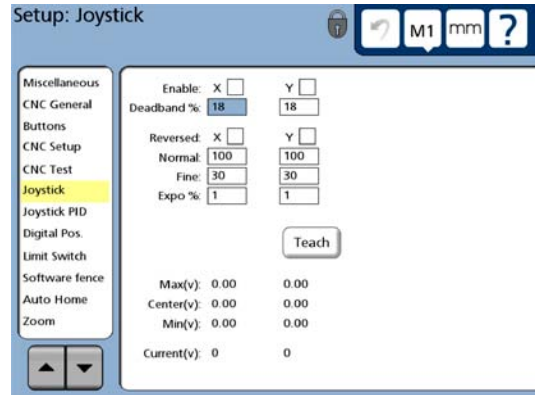 Setup: Joystick
M1 mm ?
Miscellaneous
CNC General
Buttons
CNC Setup
CNC Test
Joystick
Joystick PID
Digital Pos.
Limit Switch
Software fence
Auto Home
Zoom
Enable: X Y
Deadband %: 18 18
Reversed: X Y
Normal: 100 100
Fine: 30 30
Expo %: 1 1
Teach
Max(v): 0.00 0.00
Center(v): 0.00 0.00
Min(v): 0.00 0.00
Current(v): 0 0